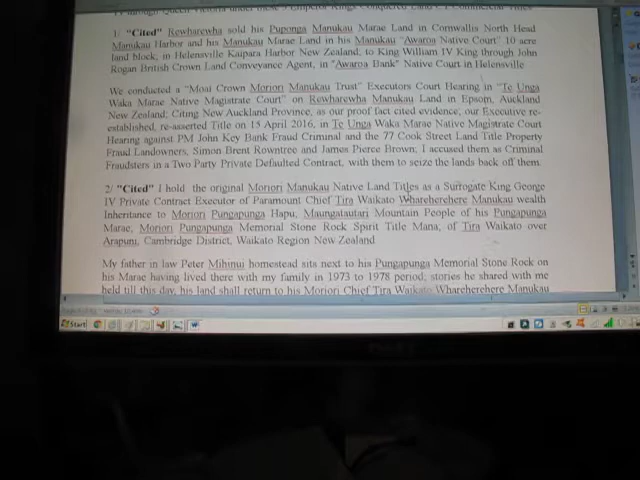 1/ "Cited" Rewharewha sold his Puponga Manukau Marae Land in Cornwallis North Head
Manukau Harbor and his Manukau Marae Land in his Manukau "Awaroa Native Court" 10 acre
land block, in Helensville Kaipara Harbor New Zealand, to King William IV King through John
Rogan British Crown Land Conveyance Agent, in "Awaroa Bank" Native Court in Helensville
We conducted a "Moai Crown Morion Manukau Trust" Executors Court Hearing in "Te Unga
Waka Marae Native Magistrate Court" on Rewharewha Manukau Land in Epsom, Auckland
New Zealand; Citing New Auckland Province, as our proof fact cited evidence; our Executive re-
established, re-asserted Title on 15 April 2016, in Te Unga Waka Marae Native Magistrate Court
Hearing against PM John Key Bank Fraud Criminal and the 77 Cook Street Land Title Property
Fraud Landowners, Simon Brent Rowntree and James Pierce Brown; I accused them as Criminal
Fraudsters in a Two Party Private Defaulted Contract, with them to seize the lands back off them
2/ "Cited" I hold the original Moriori Manukau Native Land Titles as a Surrogate King George
IV Private Contract Executor of Paramount Chief Tira Waikato Whareherehere Manukau wealth
Inheritance to Moriori Pungapunga Hapu, Maungatautari Mountain People of his Pungapunga
Marae; Moriori Pungapunga Memorial Stone Rock Spirit Title Mana; of Tira Waikato over
Arapuni, Cambridge District, Waikato Region New Zealand
My father in law Peter Mihinui homestead sits next to his Pungapunga Memorial Stone Rock on
his Marae having lived there with my family in 1973 to 1978 period; stories he shared with me
held till this day, his land shall return to his Moriori Chief Tira Waikato Whareherehere Manukau
Start